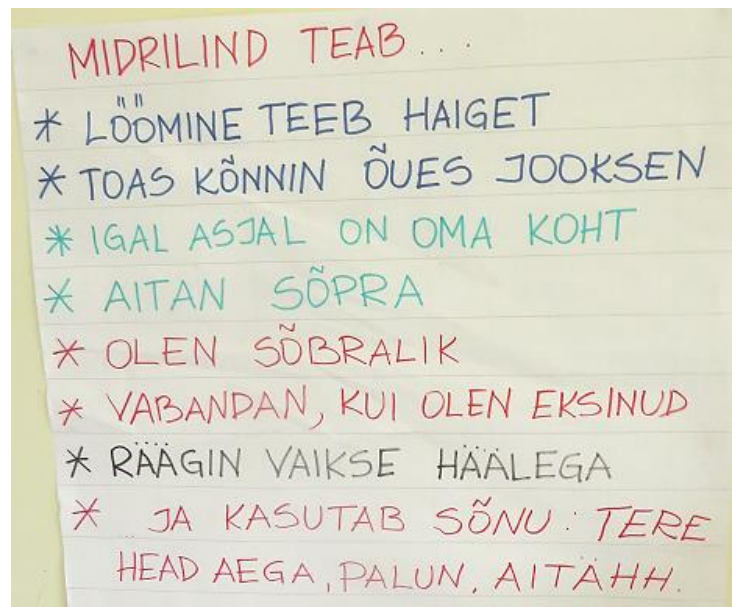 MIDRILIND TEAB...
* LÖÖMINE TEEB HAIGET
* TOAS KÕNNIN ÕUES JOOKSEN
* IGAL ASJAL ON OMA KOHT
* AITAN SÕPRA
* OLEN SÕBRALIK
* VABANDAN, KUI OLEN EKSINUD
* RÄÄGIN VAIKSE HÄÄLEGA
* JA KASUTAB SÕNU: TERE
HEAD AEGA, PALUN, AITÄHH.